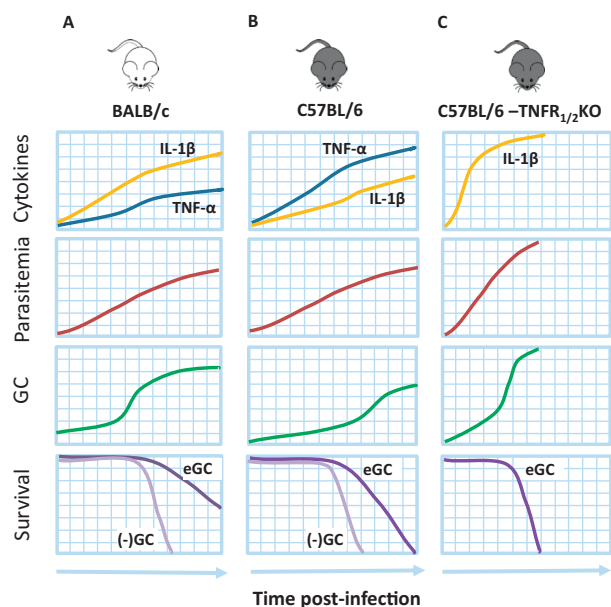 A
B
C
BALB/c
C57BL/6
C57BL/6 –TNFR1/2KO
Cytokines
IL-1β
TNF-α
TNF-α
IL-1β
IL-1β
Parasitemia
GC
Survival
eGC
(-)GC
eGC
(-)GC
eGC
Time post-infection